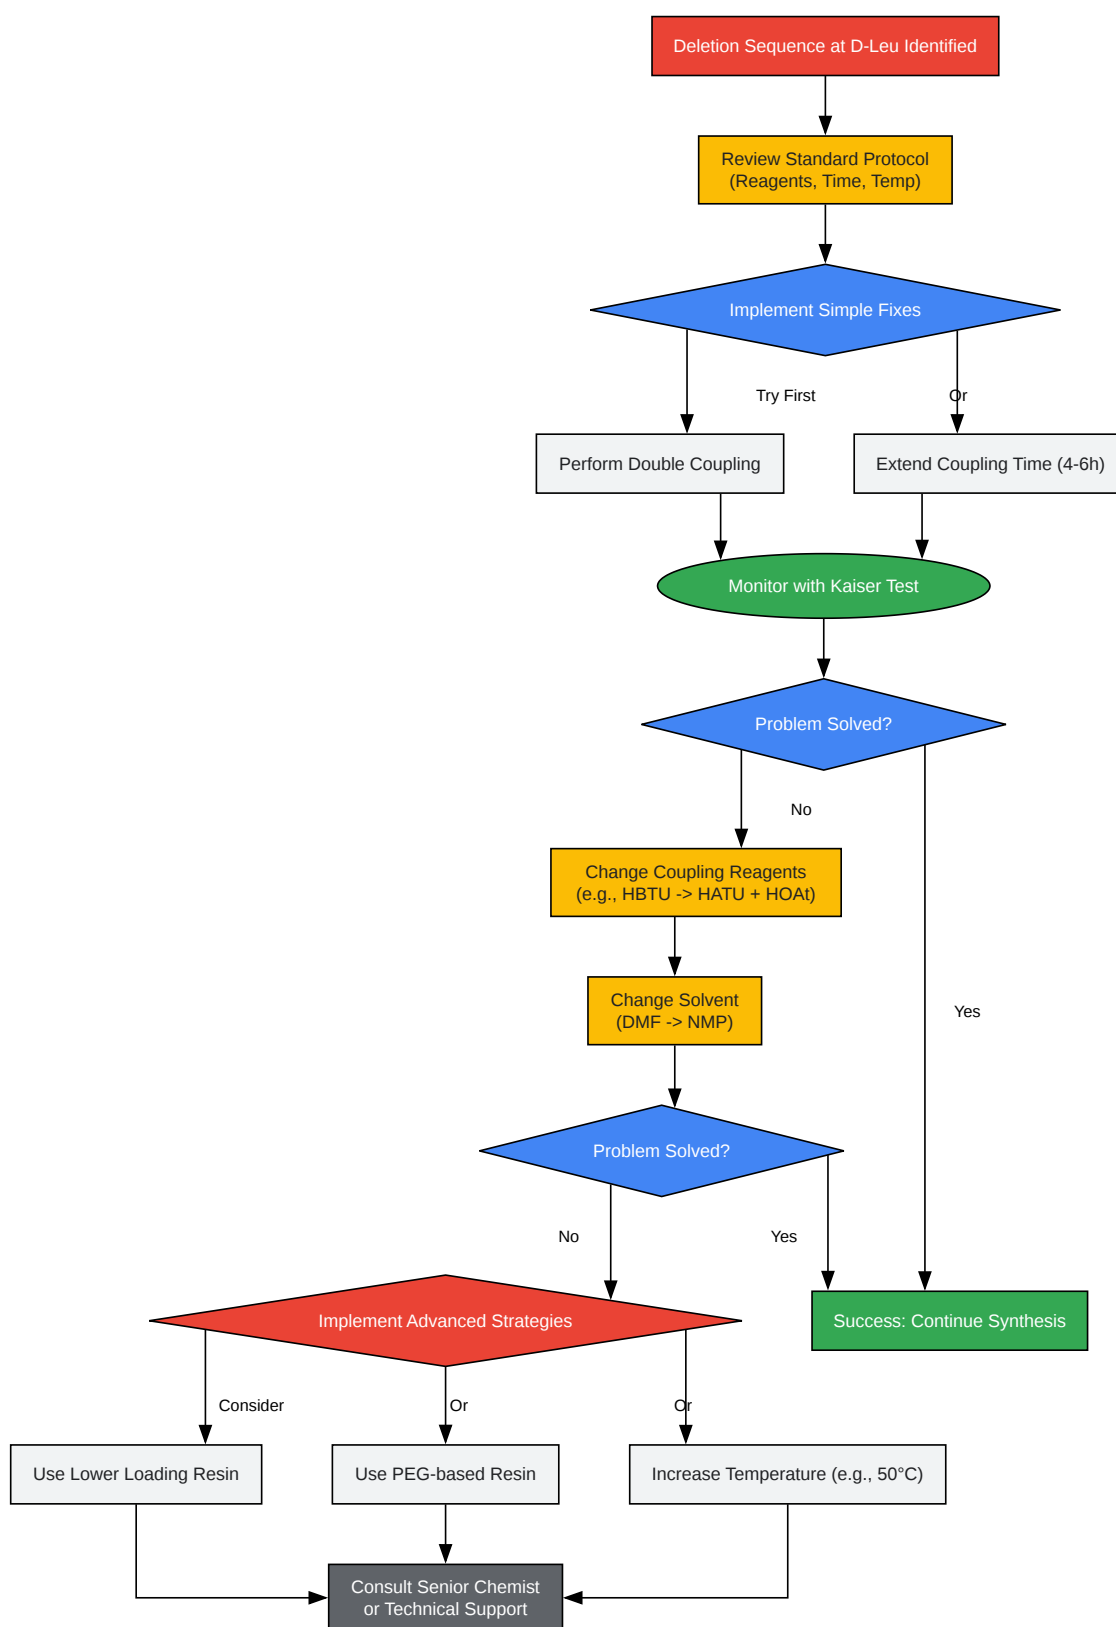 Deletion Sequence at D-Leu Identified
Review Standard Protocol
(Reagents, Time, Temp)
Implement Simple Fixes
Try First
Or
Perform Double Coupling
Extend Coupling Time (4-6h)
Monitor with Kaiser Test
Problem Solved?
No
Change Coupling Reagents
(e.g., HBTU -> HATU + HOAt)
Change Solvent
(DMF -> NMP)
Yes
Problem Solved?
No
Yes
Implement Advanced Strategies
Success: Continue Synthesis
Consider
Or
Or
Use Lower Loading Resin
Use PEG-based Resin
Increase Temperature (e.g., 50°C)
Consult Senior Chemist
or Technical Support